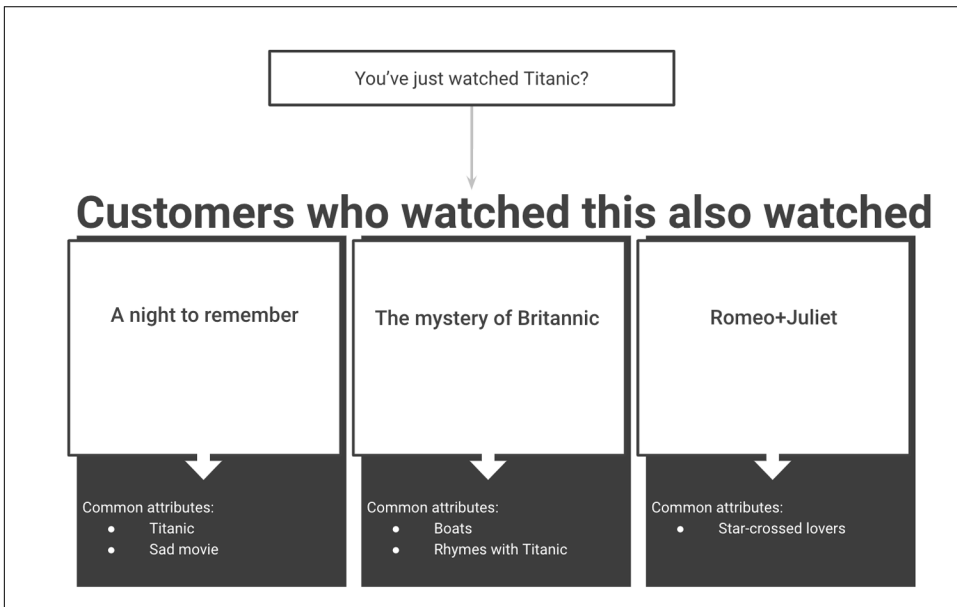 You’ve just watched Titanic?
Customers who watched this also watched
A night to remember
The mystery of Britannic
Romeo+Juliet
Common attributes:
● Titanic
● Sad movie
Common attributes:
● Boats
● Rhymes with Titanic
Common attributes:
● Star-crossed lovers